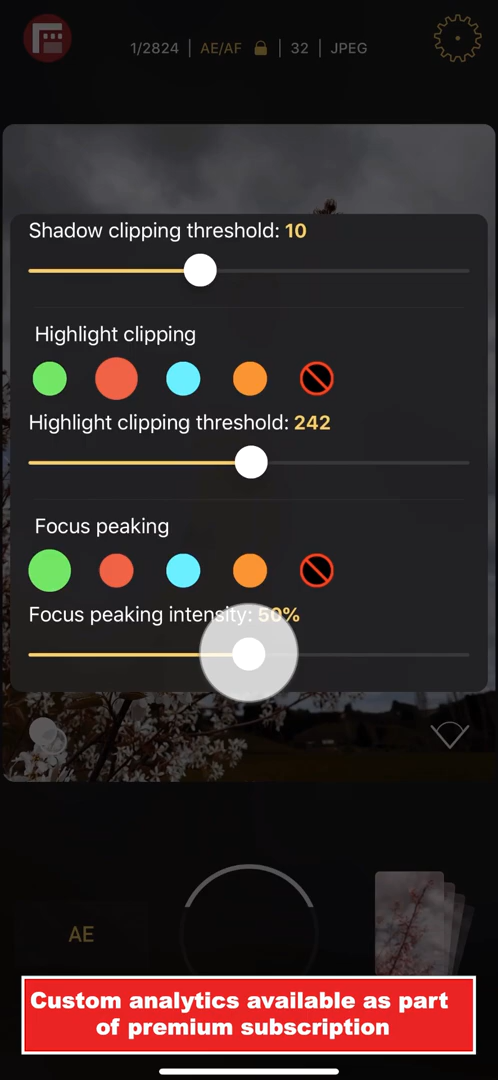 1/2824 | AE/AF | 32 | JPEG
Shadow clipping threshold: 10
Highlight clipping
Highlight clipping threshold: 242
Focus peaking
Focus peaking intensity: 50%
AE
Custom analytics available as part
of premium subscription